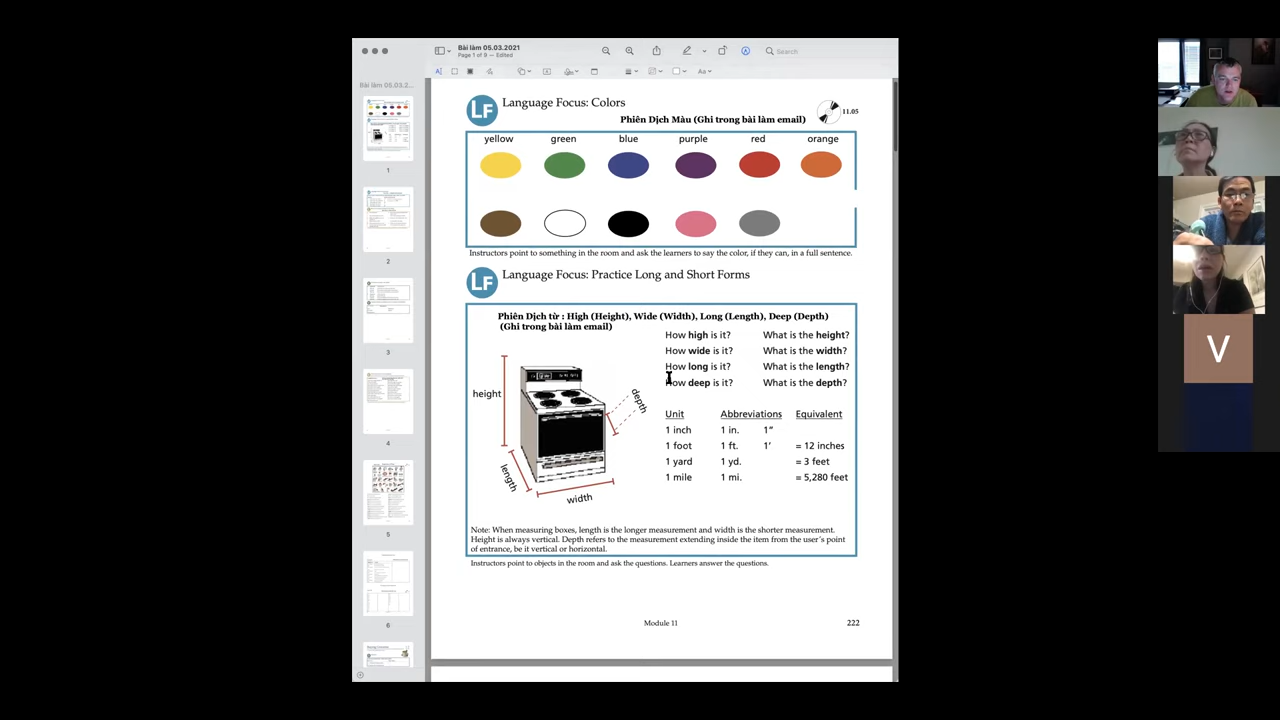 Bài làm 05.03.2021
Page 1 of 9 — Edited
Search
Bài làm 05.03.2...
LF
Language Focus: Colors
Phiên Dịch Màu (Ghi trong bài làm email)
11.05
yellow green blue purple red orange
Instructors point to something in the room and ask the learners to say the color, if they can, in a full sentence.
LF
Language Focus: Practice Long and Short Forms
Phiên Dịch từ : High (Height), Wide (Width), Long (Length), Deep (Depth)
(Ghi trong bài làm email)
How high is it? What is the height?
How wide is it? What is the width?
How long is it? What is the length?
How deep is it? What is the depth?
height
depth
length
width
Unit Abbreviations Equivalent
1 inch 1 in. 1”
1 foot 1 ft. 1’ = 12 inches
1 yard 1 yd. = 3 feet
1 mile 1 mi. = 5,280 feet
Note: When measuring boxes, length is the longer measurement and width is the shorter measurement.
Height is always vertical. Depth refers to the measurement extending inside the item from the user’s point
of entrance, be it vertical or horizontal.
Instructors point to objects in the room and ask the questions. Learners answer the questions.
Module 11 222
1
2
3
4
5
6
V